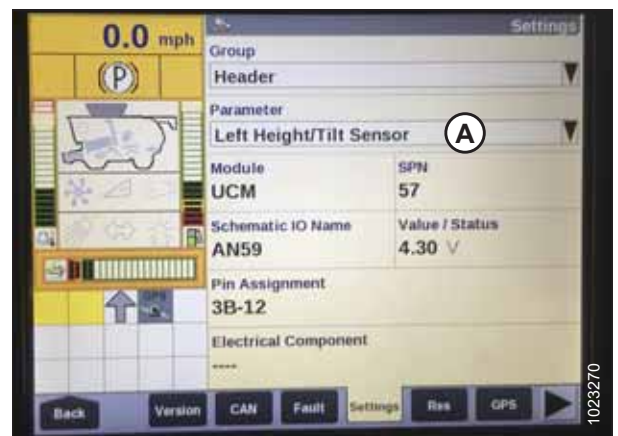 0.0 mph
Settings
(P)
Group
Header
Parameter
Left Height/Tilt Sensor
A
Module
SPN
UCM
57
Schematic IO Name
Value / Status
AN59
4.30 V
Pin Assignment
3B-12
Electrical Component
----
Back
Version
CAN
Fault
Settings
Res
GPS
1023270